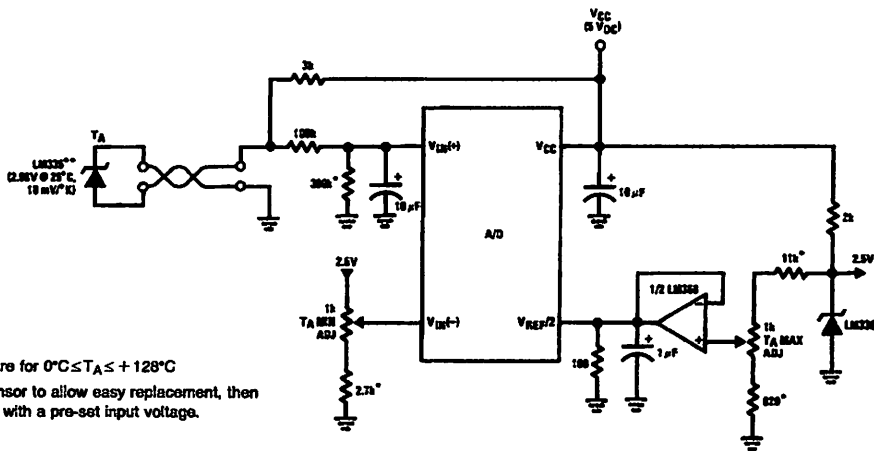 VCC
(5 VDC)
3k
TA
LM335**
(2.98V @ 25°C,
10 mV/°K)
100k
VIN(+)
VCC
300k*
10 µF
10 µF
2k
A/D
2.5V
11k*
2.5V
1/2 LM358
1k
TA MIN
ADJ
VIN(−)
VREF/2
LM336
1k
TA MAX
ADJ
100
1 µF
2.7k*
820*
re for 0°C≤TA≤ +128°C
nsor to allow easy replacement, then
with a pre-set input voltage.